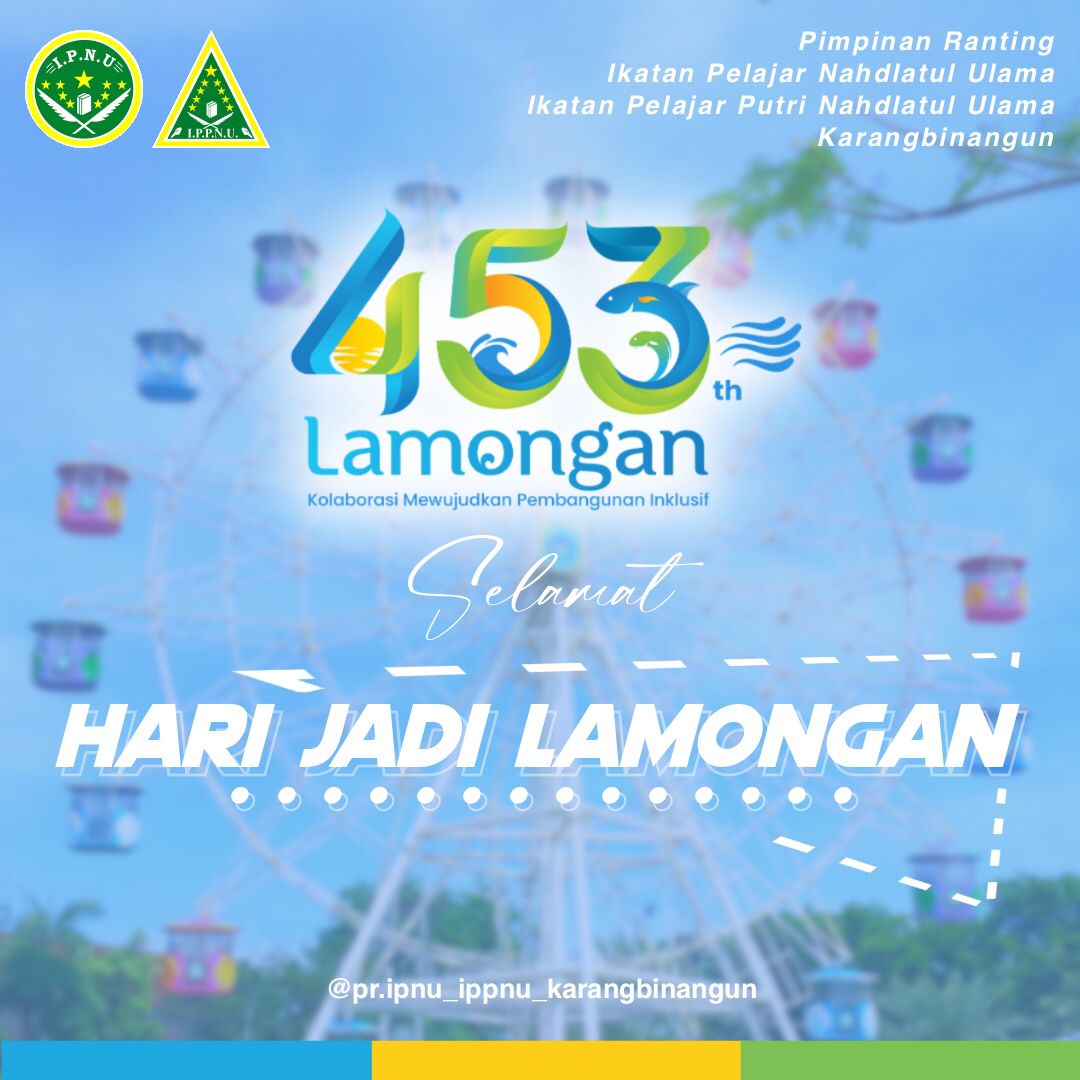 I.P.N.U
I.P.P.N.U.
Pimpinan Ranting
Ikatan Pelajar Nahdlatul Ulama
Ikatan Pelajar Putri Nahdlatul Ulama
Karangbinangun
453th
Lamongan
Kolaborasi Mewujudkan Pembangunan Inklusif
Selamat
HARI JADI LAMONGAN
@pr.ipnu_ippnu_karangbinangun